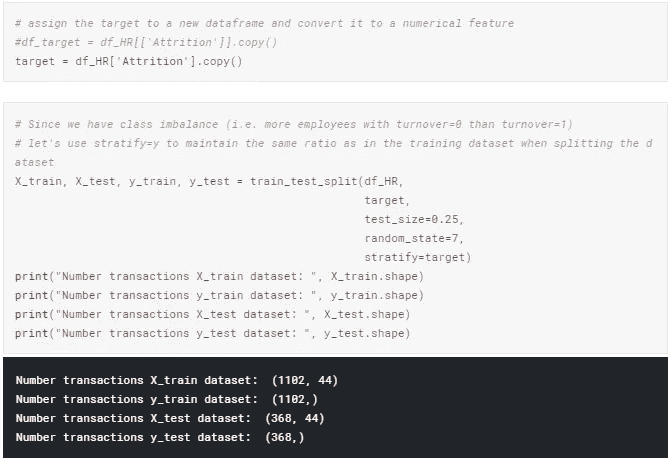 # assign the target to a new dataframe and convert it to a numerical feature
#df_target = df_HR[['Attrition']].copy()
target = df_HR['Attrition'].copy()
# Since we have class imbalance (i.e. more employees with turnover=0 than turnover=1)
# let's use stratify=y to maintain the same ratio as in the training dataset when splitting the d
ataset
X_train, X_test, y_train, y_test = train_test_split(df_HR,
target,
test_size=0.25,
random_state=7,
stratify=target)
print("Number transactions X_train dataset: ", X_train.shape)
print("Number transactions y_train dataset: ", y_train.shape)
print("Number transactions X_test dataset: ", X_test.shape)
print("Number transactions y_test dataset: ", y_test.shape)
Number transactions X_train dataset:  (1102, 44)
Number transactions y_train dataset:  (1102,)
Number transactions X_test dataset:  (368, 44)
Number transactions y_test dataset:  (368,)